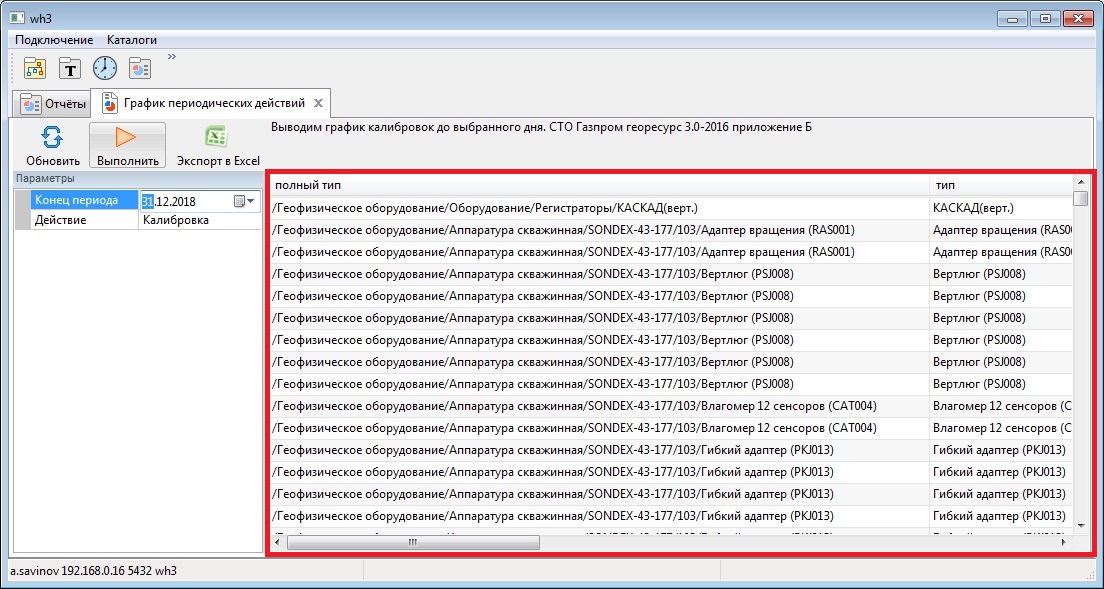 wh3
Подключение Каталоги
T »
Отчёты График периодических действий
Обновить Выполнить Экспорт в Excel
Выводим график калибровок до выбранного дня. СТО Газпром георесурс 3.0-2016 приложение Б
Параметры
Конец периода 31.12.2018
Действие Калибровка
полный тип тип
/Геофизическое оборудование/Оборудование/Регистраторы/КАСКАД(верт.) КАСКАД(верт.)
/Геофизическое оборудование/Аппаратура скважинная/SONDEX-43-177/103/Адаптер вращения (RAS001) Адаптер вращения (RAS00
/Геофизическое оборудование/Аппаратура скважинная/SONDEX-43-177/103/Адаптер вращения (RAS001) Адаптер вращения (RAS00
/Геофизическое оборудование/Аппаратура скважинная/SONDEX-43-177/103/Вертлюг (PSJ008) Вертлюг (PSJ008)
/Геофизическое оборудование/Аппаратура скважинная/SONDEX-43-177/103/Вертлюг (PSJ008) Вертлюг (PSJ008)
/Геофизическое оборудование/Аппаратура скважинная/SONDEX-43-177/103/Вертлюг (PSJ008) Вертлюг (PSJ008)
/Геофизическое оборудование/Аппаратура скважинная/SONDEX-43-177/103/Вертлюг (PSJ008) Вертлюг (PSJ008)
/Геофизическое оборудование/Аппаратура скважинная/SONDEX-43-177/103/Вертлюг (PSJ008) Вертлюг (PSJ008)
/Геофизическое оборудование/Аппаратура скважинная/SONDEX-43-177/103/Вертлюг (PSJ008) Вертлюг (PSJ008)
/Геофизическое оборудование/Аппаратура скважинная/SONDEX-43-177/103/Влагомер 12 сенсоров (CAT004) Влагомер 12 сенсоров (C
/Геофизическое оборудование/Аппаратура скважинная/SONDEX-43-177/103/Влагомер 12 сенсоров (CAT004) Влагомер 12 сенсоров (C
/Геофизическое оборудование/Аппаратура скважинная/SONDEX-43-177/103/Гибкий адаптер (PKJ013) Гибкий адаптер (PKJ013)
/Геофизическое оборудование/Аппаратура скважинная/SONDEX-43-177/103/Гибкий адаптер (PKJ013) Гибкий адаптер (PKJ013)
/Геофизическое оборудование/Аппаратура скважинная/SONDEX-43-177/103/Гибкий адаптер (PKJ013) Гибкий адаптер (PKJ013)
/Геофизическое оборудование/Аппаратура скважинная/SONDEX-43-177/103/Гибкий адаптер (PKJ013) Гибкий адаптер (PKJ013)
a.savinov 192.168.0.16 5432 wh3